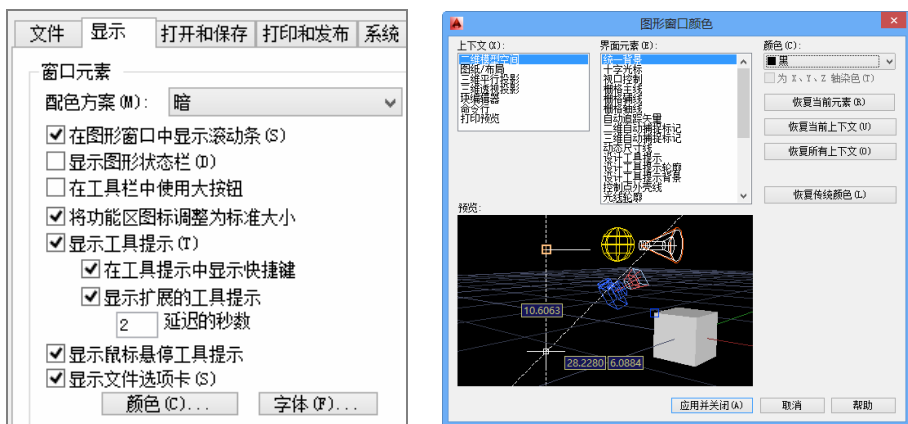 文件 显示 打开和保存 打印和发布 系统
窗口元素
配色方案(M): 暗
在图形窗口中显示滚动条(S)
显示图形状态栏(D)
在工具栏中使用大按钮
将功能区图标调整为标准大小
显示工具提示(T)
在工具提示中显示快捷键
显示扩展的工具提示
2 延迟的秒数
显示鼠标悬停工具提示
显示文件选项卡(S)
颜色(C)... 字体(F)...
图形窗口颜色
上下文(X):
二维模型空间
图纸/布局
三维平行投影
三维透视投影
块编辑器
命令行
打印预览
界面元素(E):
统一背景
十字光标
视口控制
栅格主线
栅格辅线
栅格轴线
自动追踪矢量
二维自动捕捉标记
三维自动捕捉标记
动态尺寸线
设计工具提示
设计工具提示轮廓
设计工具提示背景
控制点外壳线
光线轮廓
颜色(C):
黑
为 X、Y、Z 轴染色(T)
恢复当前元素(R)
恢复当前上下文(U)
恢复所有上下文(O)
恢复传统颜色(L)
预览:
10.6063
28.2280 6.0884
应用并关闭(A) 取消 帮助